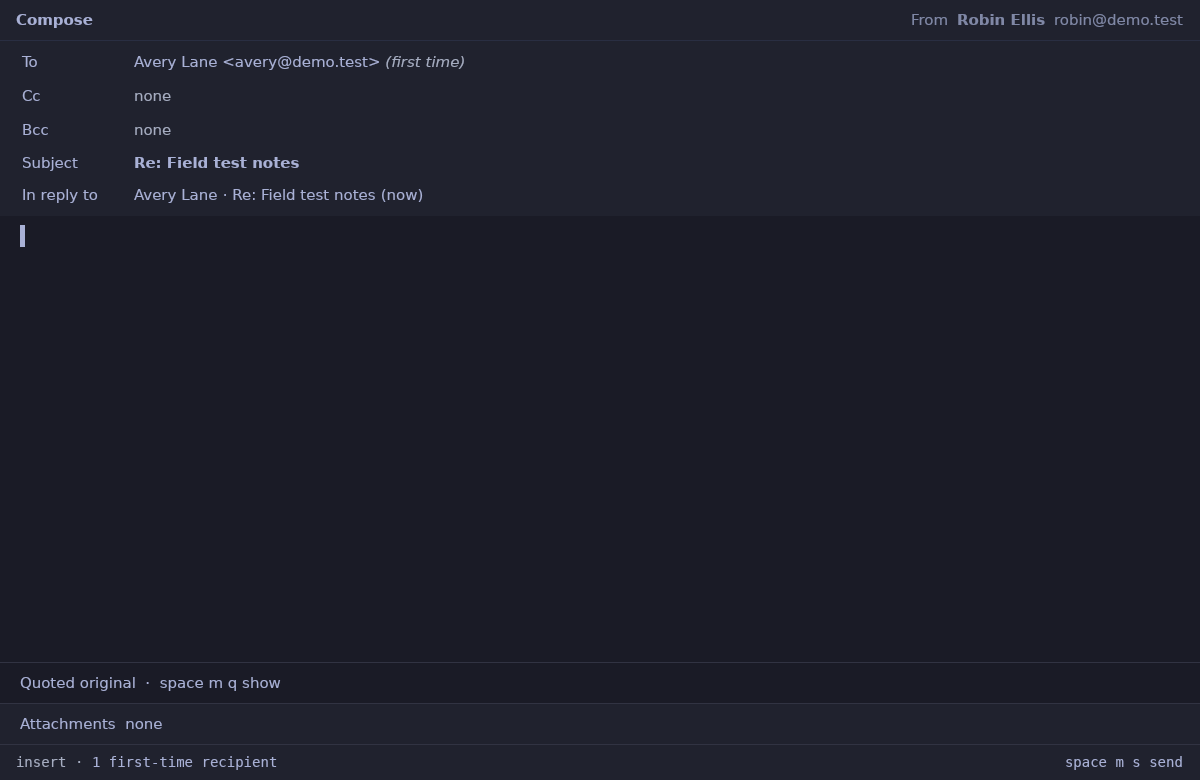 Compose From Robin Ellis robin@demo.test
To Avery Lane <avery@demo.test> (first time)
Cc none
Bcc none
Subject Re: Field test notes
In reply to Avery Lane · Re: Field test notes (now)
Quoted original · space m q show
Attachments none
insert · 1 first-time recipient space m s send